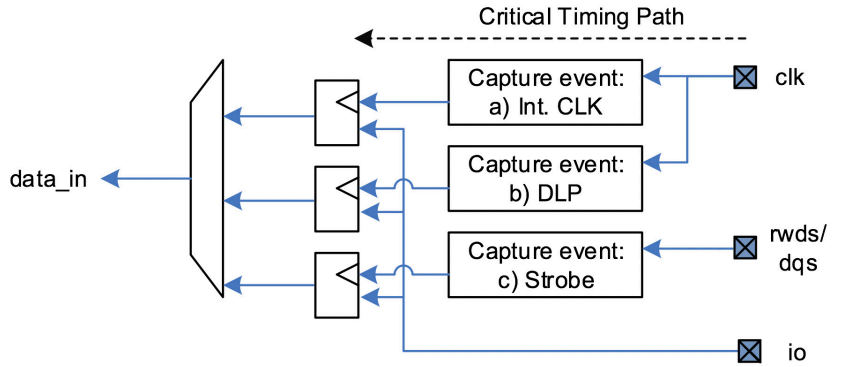 Critical Timing Path
Capture event:
a) Int. CLK
clk
Capture event:
b) DLP
data_in
Capture event:
c) Strobe
rwds/
dqs
io